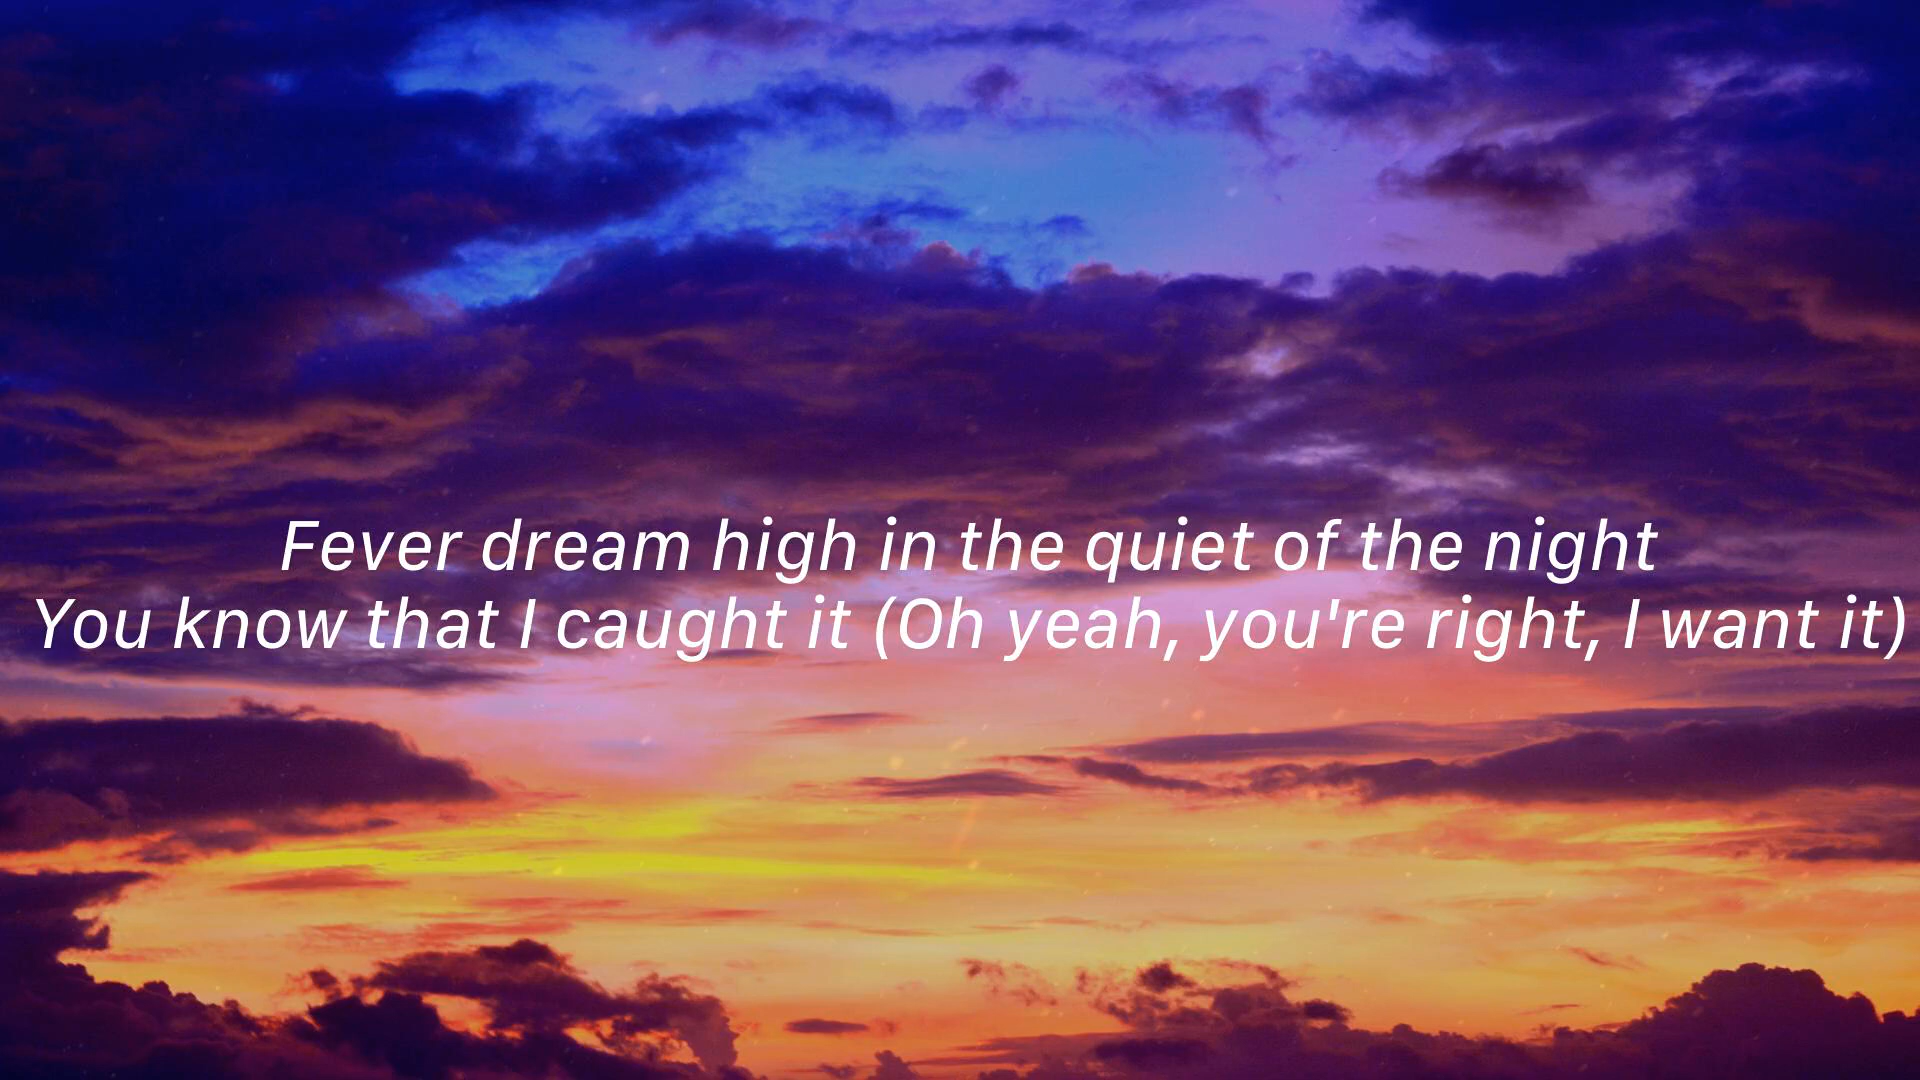 Fever dream high in the quiet of the night
You know that I caught it (Oh yeah, you're right, I want it)